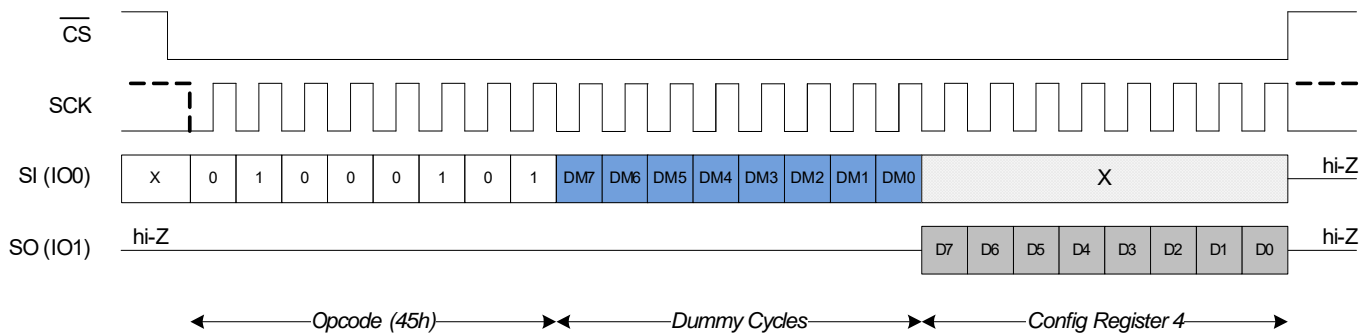 CS
SCK
SI (IO0) X 0 1 0 0 0 1 0 1 DM7 DM6 DM5 DM4 DM3 DM2 DM1 DM0 X hi-Z
SO (IO1) hi-Z D7 D6 D5 D4 D3 D2 D1 D0 hi-Z
Opcode (45h) Dummy Cycles Config Register 4